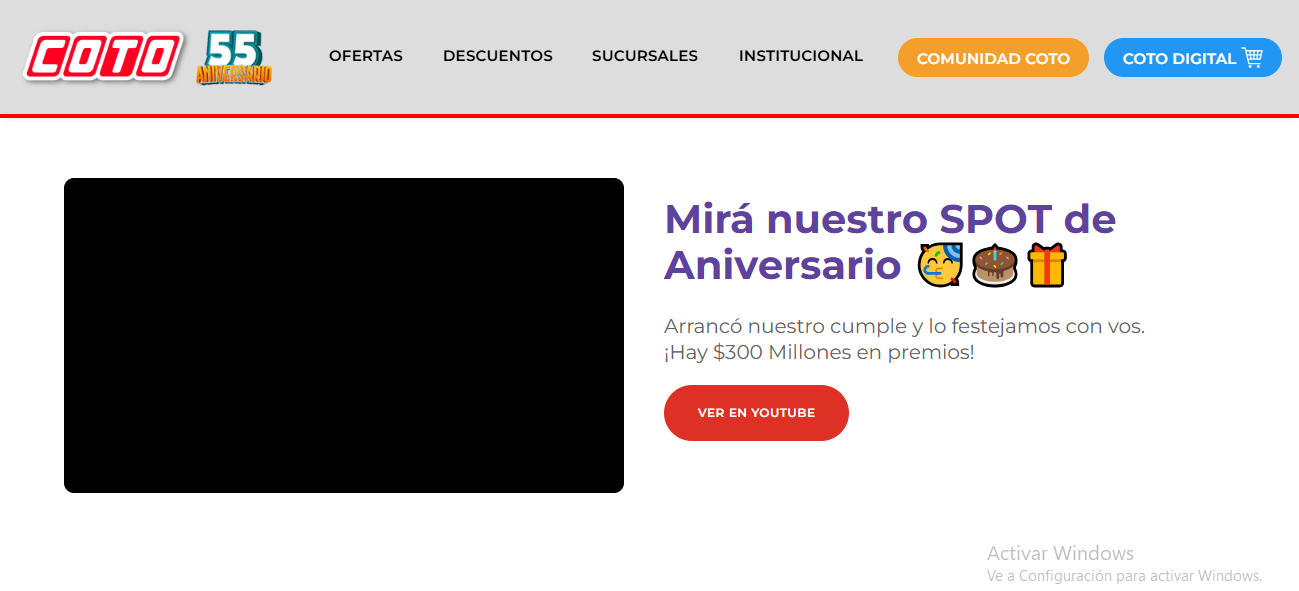 COTO
55
ANIVERSARIO
OFERTAS
DESCUENTOS
SUCURSALES
INSTITUCIONAL
COMUNIDAD COTO
COTO DIGITAL
Mirá nuestro SPOT de
Aniversario 🥳🎂🎁
Arrancó nuestro cumple y lo festejamos con vos.
¡Hay $300 Millones en premios!
VER EN YOUTUBE
Activar Windows
Ve a Configuración para activar Windows.